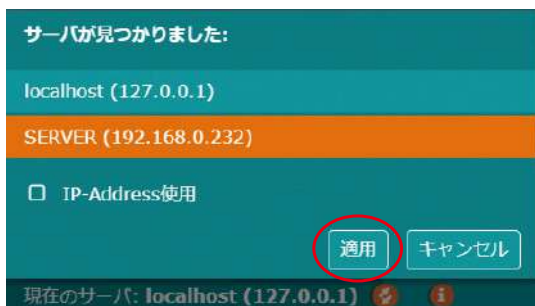 サーバが見つかりました:
localhost (127.0.0.1)
SERVER (192.168.0.232)
IP-Address使用
適用 キャンセル
現在のサーバ: localhost (127.0.0.1)